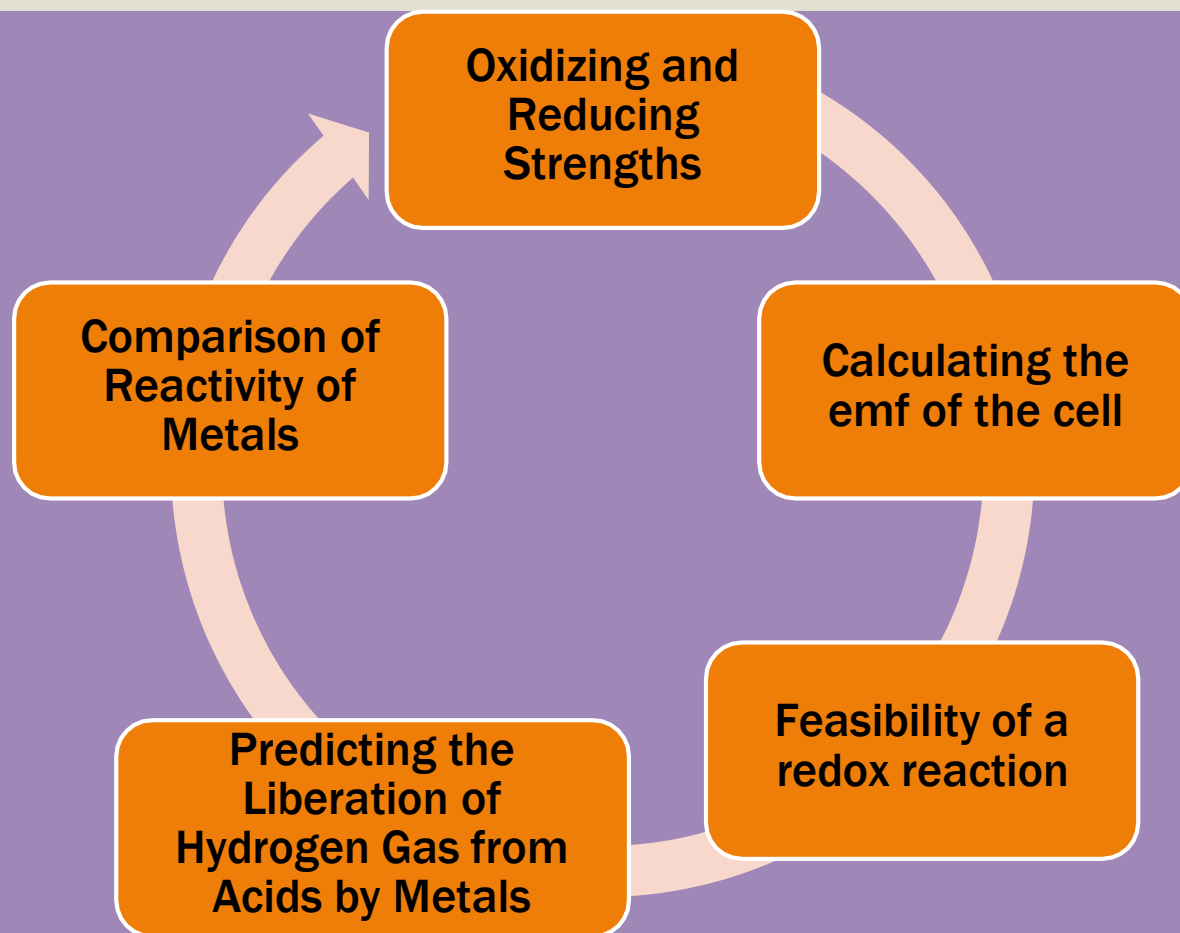 Oxidizing and
Reducing
Strengths
Calculating the
emf of the cell
Feasibility of a
redox reaction
Predicting the
Liberation of
Hydrogen Gas from
Acids by Metals
Comparison of
Reactivity of
Metals